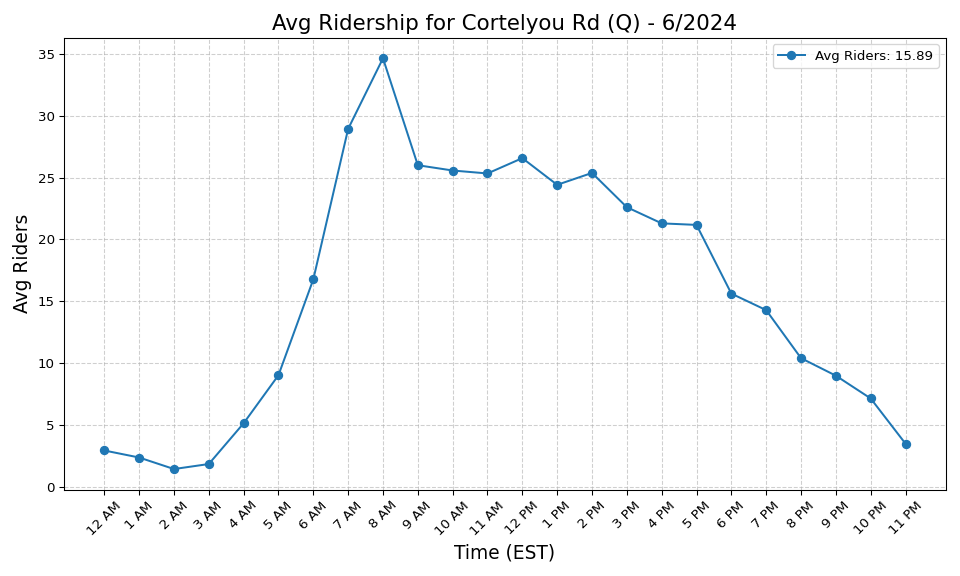 Avg Ridership for Cortelyou Rd (Q) - 6/2024
Avg Riders: 15.89
Avg Riders
35
30
25
20
15
10
5
0
12 AM
1 AM
2 AM
3 AM
4 AM
5 AM
6 AM
7 AM
8 AM
9 AM
10 AM
11 AM
12 PM
1 PM
2 PM
3 PM
4 PM
5 PM
6 PM
7 PM
8 PM
9 PM
10 PM
11 PM
Time (EST)